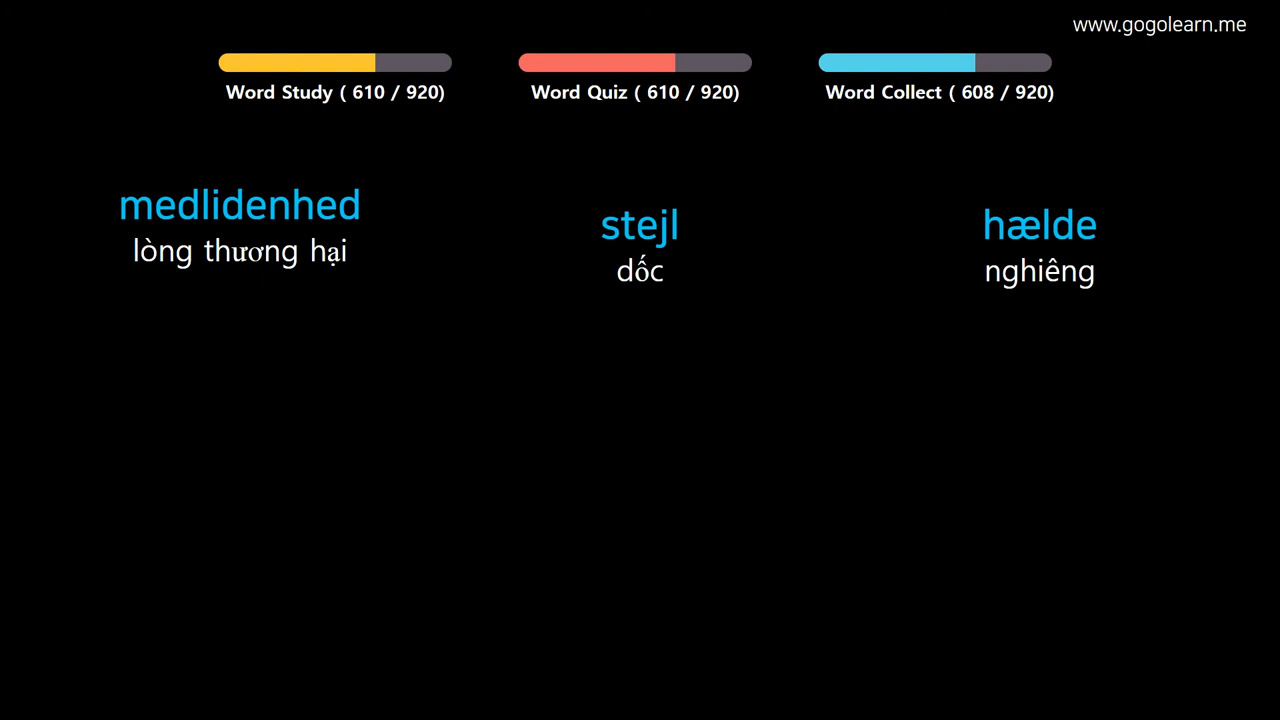 www.gogolearn.me
Word Study ( 610 / 920)
Word Quiz ( 610 / 920)
Word Collect ( 608 / 920)
medlidenhed
lòng thương hại
stejl
dốc
hælde
nghiêng